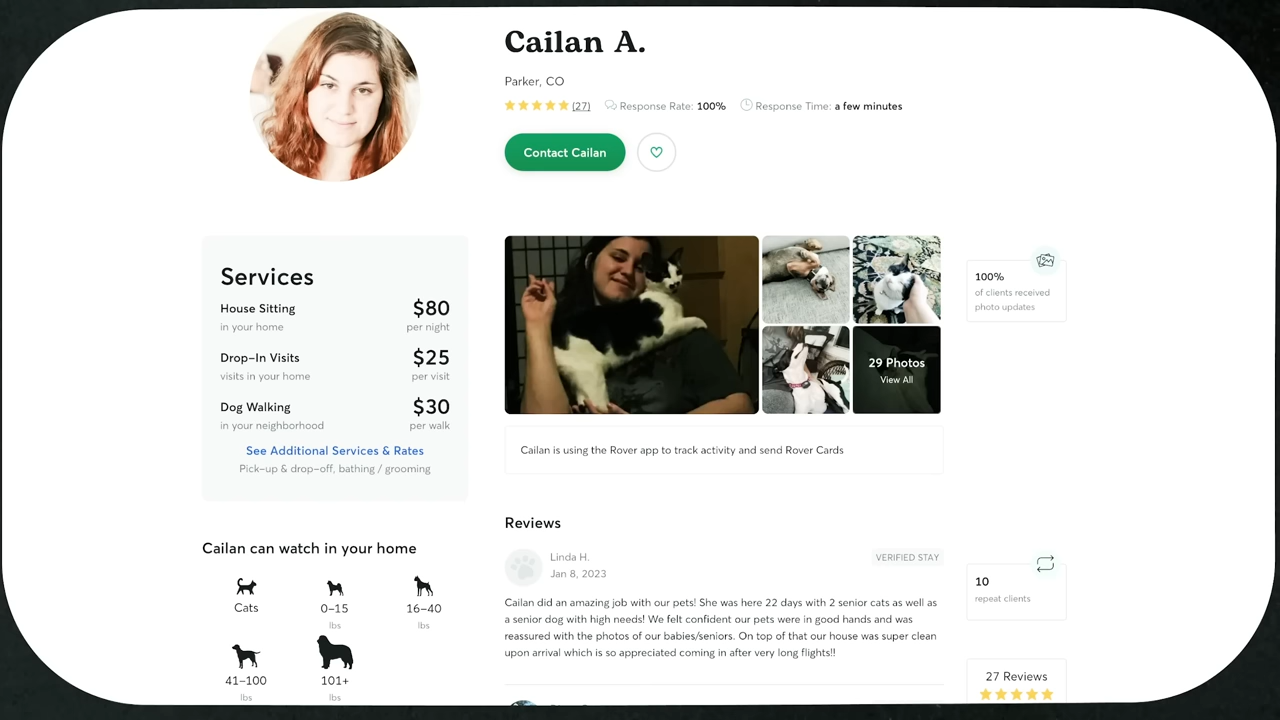 Cailan A.
Parker, CO
(27) Response Rate: 100% Response Time: a few minutes
Contact Cailan
Services
House Sitting $80
in your home per night
Drop-In Visits $25
visits in your home per visit
Dog Walking $30
in your neighborhood per walk
See Additional Services & Rates
Pick-up & drop-off, bathing / grooming
Cailan can watch in your home
Cats
0–15
lbs
16–40
lbs
41–100
lbs
101+
lbs
29 Photos
View All
Cailan is using the Rover app to track activity and send Rover Cards
Reviews
Linda H.
Jan 8, 2023
VERIFIED STAY
Cailan did an amazing job with our pets! She was here 22 days with 2 senior cats as well as
a senior dog with high needs! We felt confident our pets were in good hands and was
reassured with the photos of our babies/seniors. On top of that our house was super clean
upon arrival which is so appreciated coming in after very long flights!!
100%
of clients received
photo updates
10
repeat clients
27 Reviews